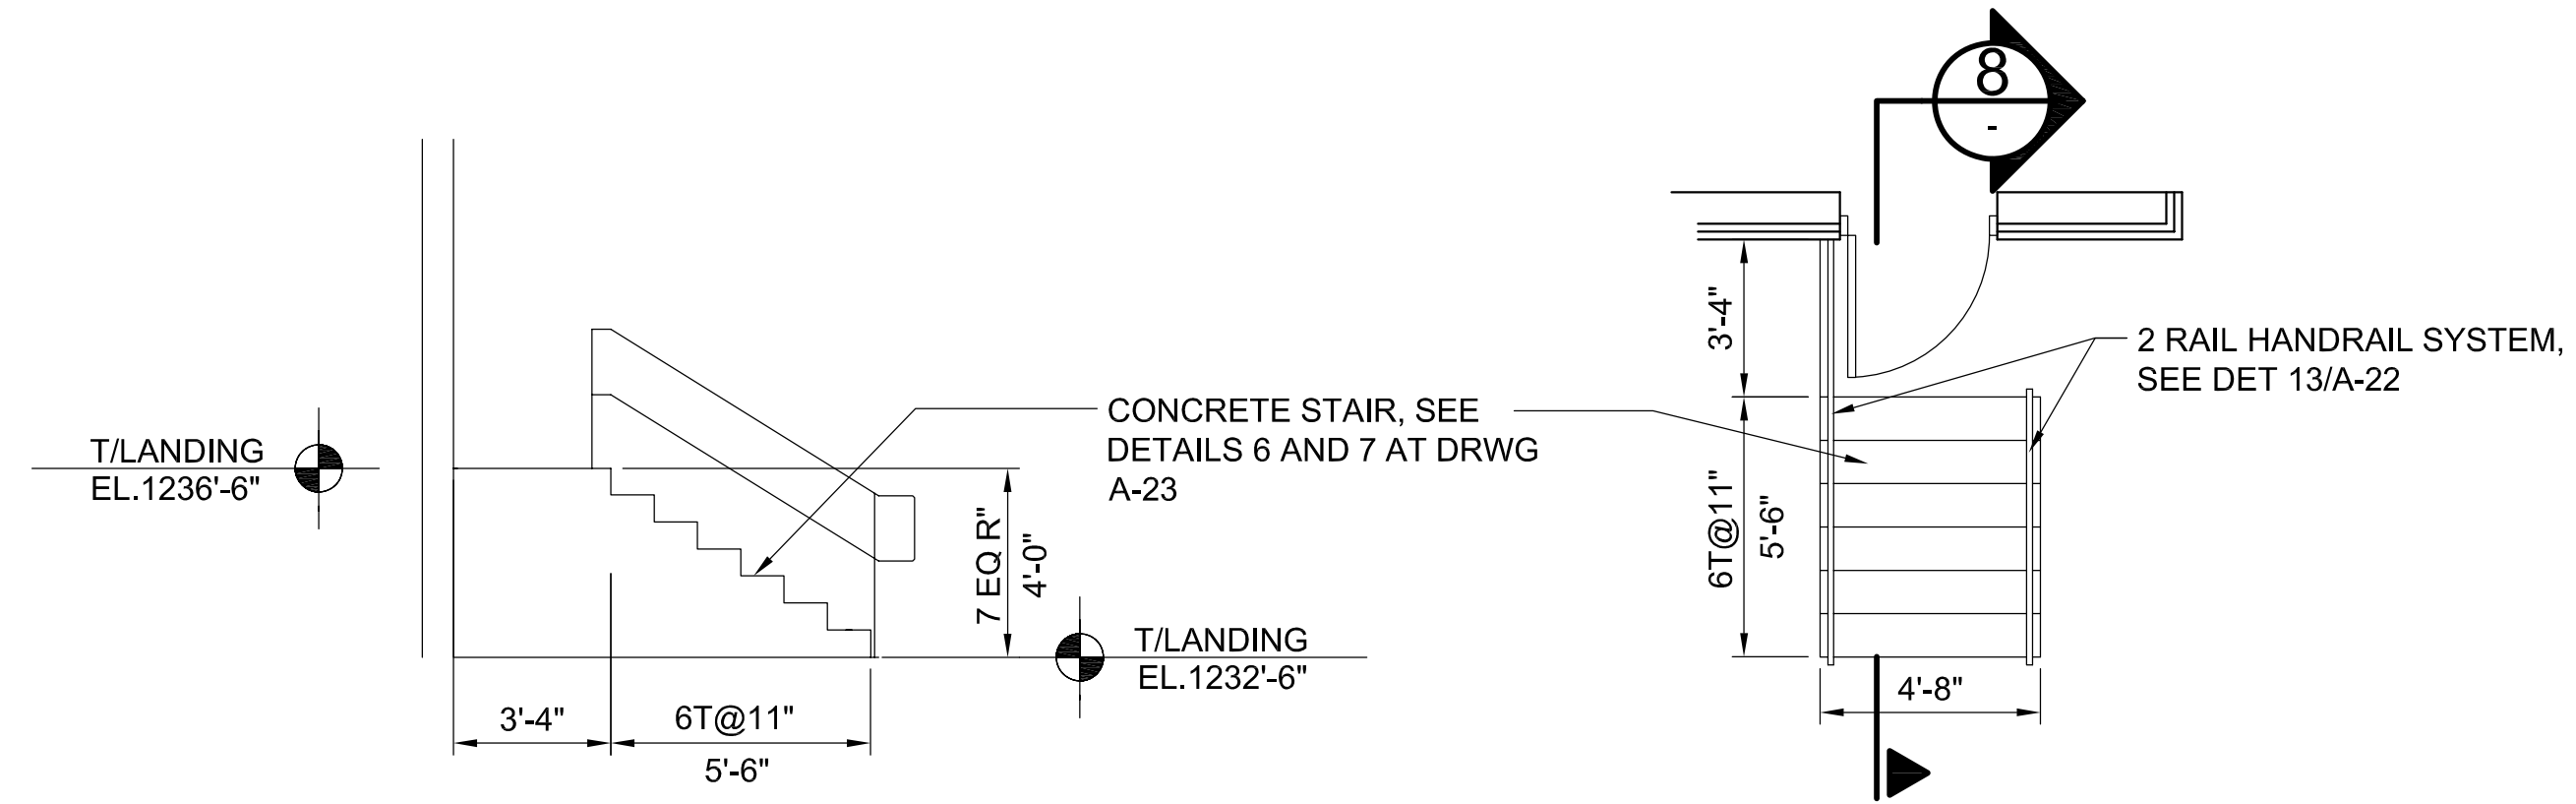 T/LANDING
EL.1236'-6"
3'-4"
6T@11"
5'-6"
7 EQ R"
4'-0"
CONCRETE STAIR, SEE
DETAILS 6 AND 7 AT DRWG
A-23
T/LANDING
EL.1232'-6"
8
-
3'-4"
6T@11"
5'-6"
4'-8"
2 RAIL HANDRAIL SYSTEM,
SEE DET 13/A-22